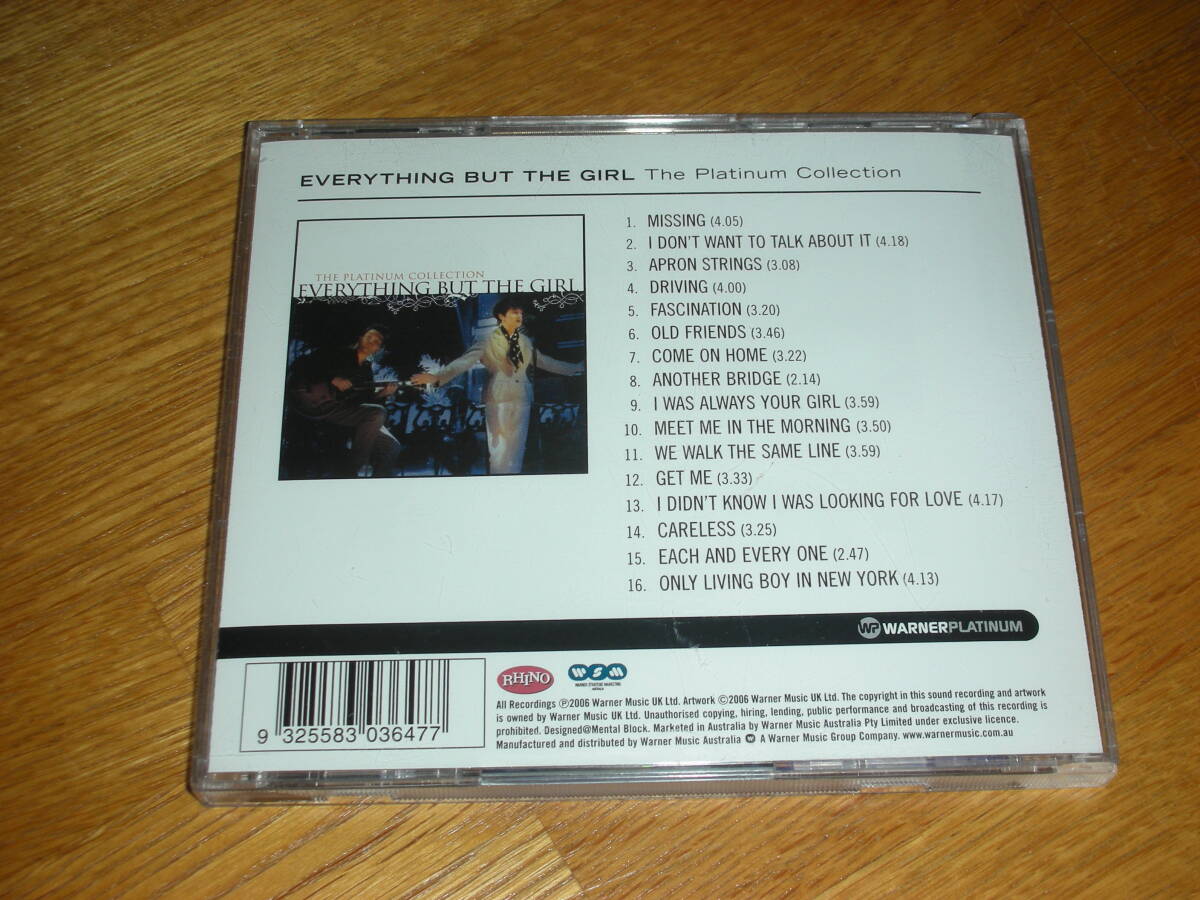 EVERYTHING BUT THE GIRL The Platinum Collection
THE PLATINUM COLLECTION
EVERYTHING BUT THE GIRL
1. MISSING (4.05)
2. I DON'T WANT TO TALK ABOUT IT (4.18)
3. APRON STRINGS (3.08)
4. DRIVING (4.00)
5. FASCINATION (3.20)
6. OLD FRIENDS (3.46)
7. COME ON HOME (3.22)
8. ANOTHER BRIDGE (2.14)
9. I WAS ALWAYS YOUR GIRL (3.59)
10. MEET ME IN THE MORNING (3.50)
11. WE WALK THE SAME LINE (3.59)
12. GET ME (3.33)
13. I DIDN'T KNOW I WAS LOOKING FOR LOVE (4.17)
14. CARELESS (3.25)
15. EACH AND EVERY ONE (2.47)
16. ONLY LIVING BOY IN NEW YORK (4.13)
WP WARNERPLATINUM
9 325583 036477
RHINO
WSM
WARNER STRATEGIC MARKETING
AUSTRALIA
All Recordings ℗2006 Warner Music UK Ltd. Artwork ©2006 Warner Music UK Ltd. The copyright in this sound recording and artwork
is owned by Warner Music UK Ltd. Unauthorised copying, hiring, lending, public performance and broadcasting of this recording is
prohibited. Designed@Mental Block. Marketed in Australia by Warner Music Australia Pty Limited under exclusive licence.
Manufactured and distributed by Warner Music Australia A Warner Music Group Company. www.warnermusic.com.au